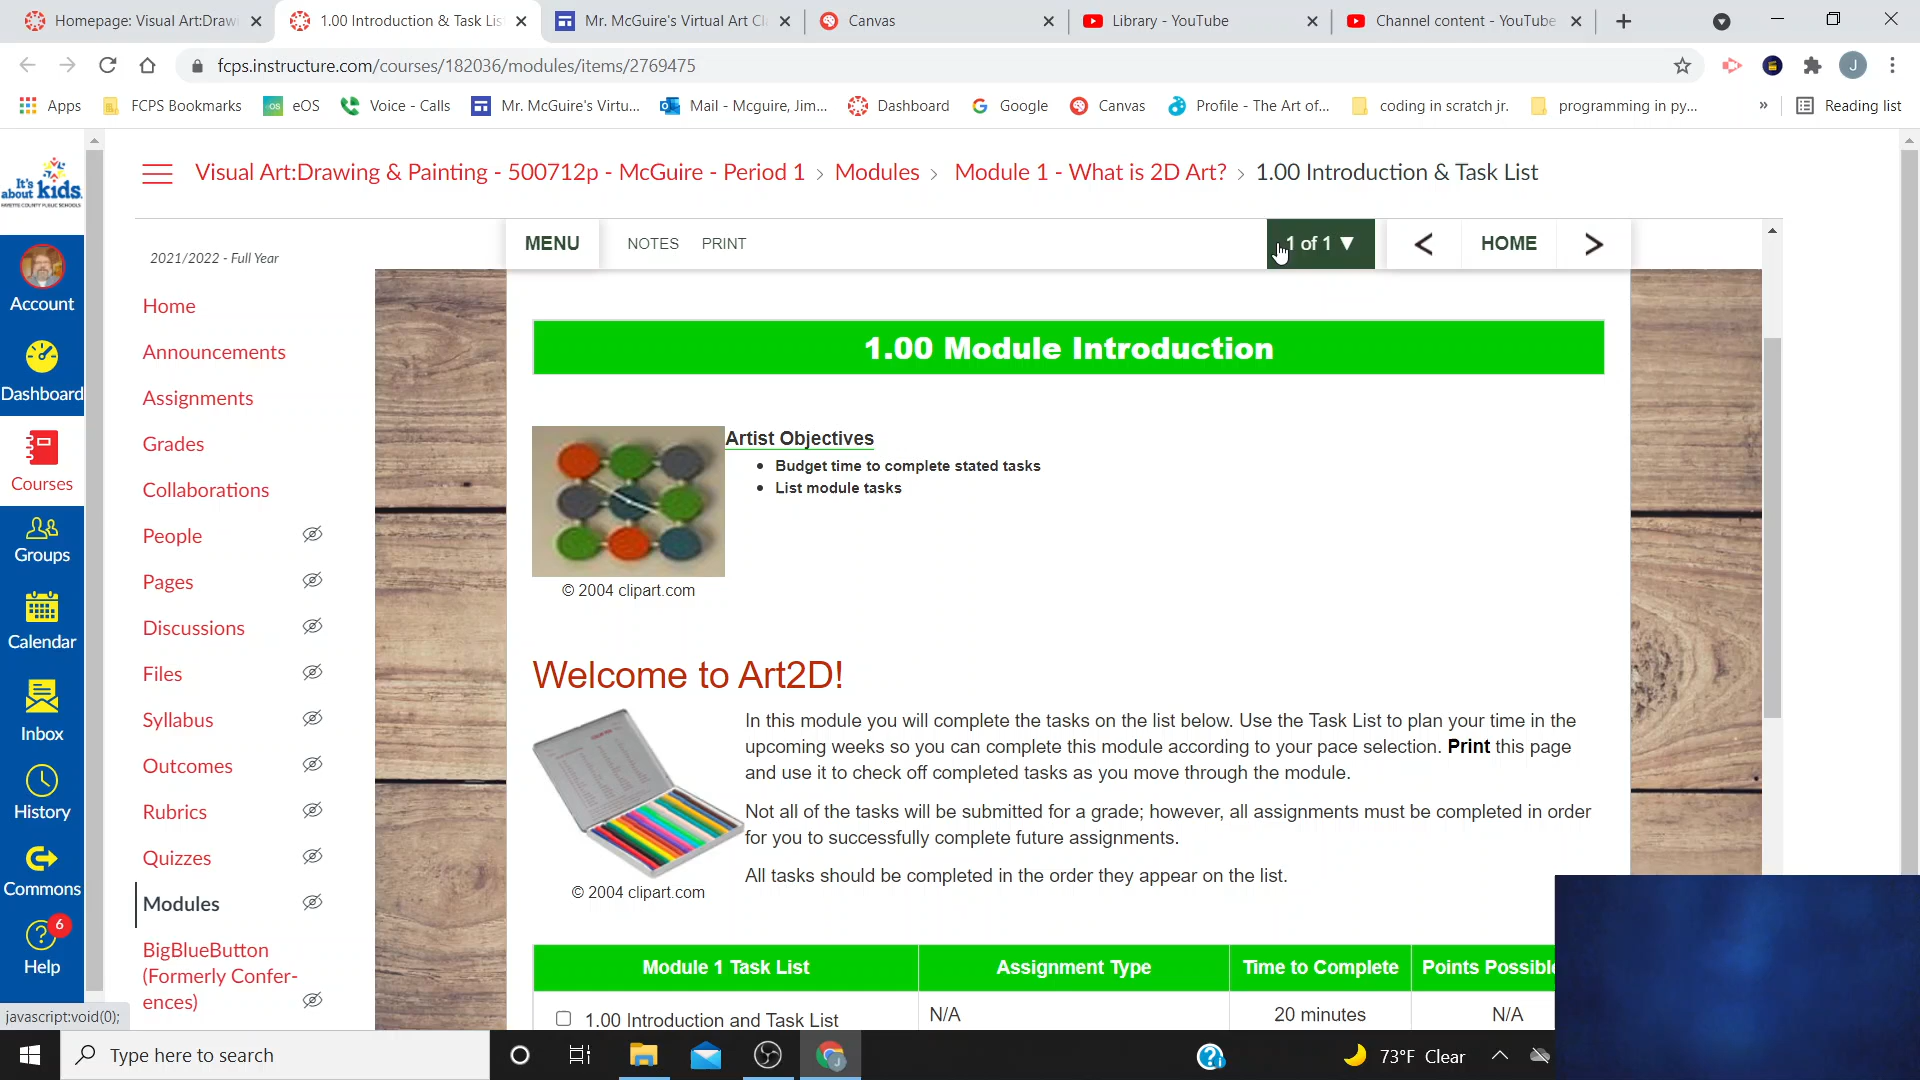 Homepage: Visual Art:Draw
1.00 Introduction & Task Lis
Mr. McGuire's Virtual Art Cl
Canvas
Library - YouTube
Channel content - YouTube
fcps.instructure.com/courses/182036/modules/items/2769475
J
Apps
FCPS Bookmarks
eOS
Voice - Calls
Mr. McGuire's Virtu...
Mail - Mcguire, Jim...
Dashboard
Google
Canvas
Profile - The Art of...
coding in scratch jr.
programming in py...
»
Reading list
It's about kids.
FAYETTE COUNTY PUBLIC SCHOOLS
Visual Art:Drawing & Painting - 500712p - McGuire - Period 1 > Modules > Module 1 - What is 2D Art? > 1.00 Introduction & Task List
Account
Dashboard
Courses
Groups
Calendar
Inbox
History
Commons
6
Help
2021/2022 - Full Year
Home
Announcements
Assignments
Grades
Collaborations
People
Pages
Discussions
Files
Syllabus
Outcomes
Rubrics
Quizzes
Modules
BigBlueButton
(Formerly Confer-
ences)
MENU NOTES PRINT 1 of 1 ▼ < HOME >
1.00 Module Introduction
Artist Objectives
• Budget time to complete stated tasks
• List module tasks
© 2004 clipart.com
Welcome to Art2D!
In this module you will complete the tasks on the list below. Use the Task List to plan your time in the
upcoming weeks so you can complete this module according to your pace selection. Print this page
and use it to check off completed tasks as you move through the module.
Not all of the tasks will be submitted for a grade; however, all assignments must be completed in order
for you to successfully complete future assignments.
All tasks should be completed in the order they appear on the list.
© 2004 clipart.com
Module 1 Task List Assignment Type Time to Complete Points Possible
1.00 Introduction and Task List N/A 20 minutes N/A
javascript:void(0);
Type here to search
73°F Clear